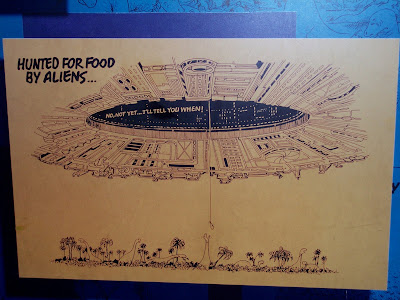 HUNTED FOR FOOD
BY ALIENS...
NO, NOT YET... I'LL TELL YOU WHEN!